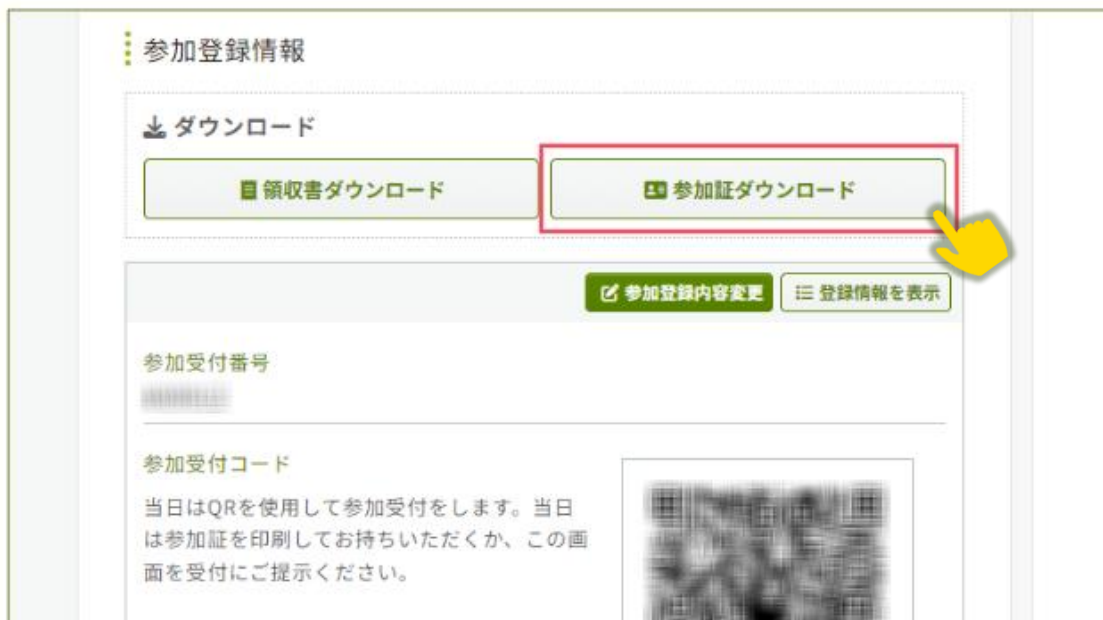 参加登録情報
ダウンロード
領収書ダウンロード
参加証ダウンロード
参加登録内容変更
登録情報を表示
参加受付番号
参加受付コード
当日はQRを使用して参加受付をします。当日
は参加証を印刷してお持ちいただくか、この画
面を受付にご提示ください。